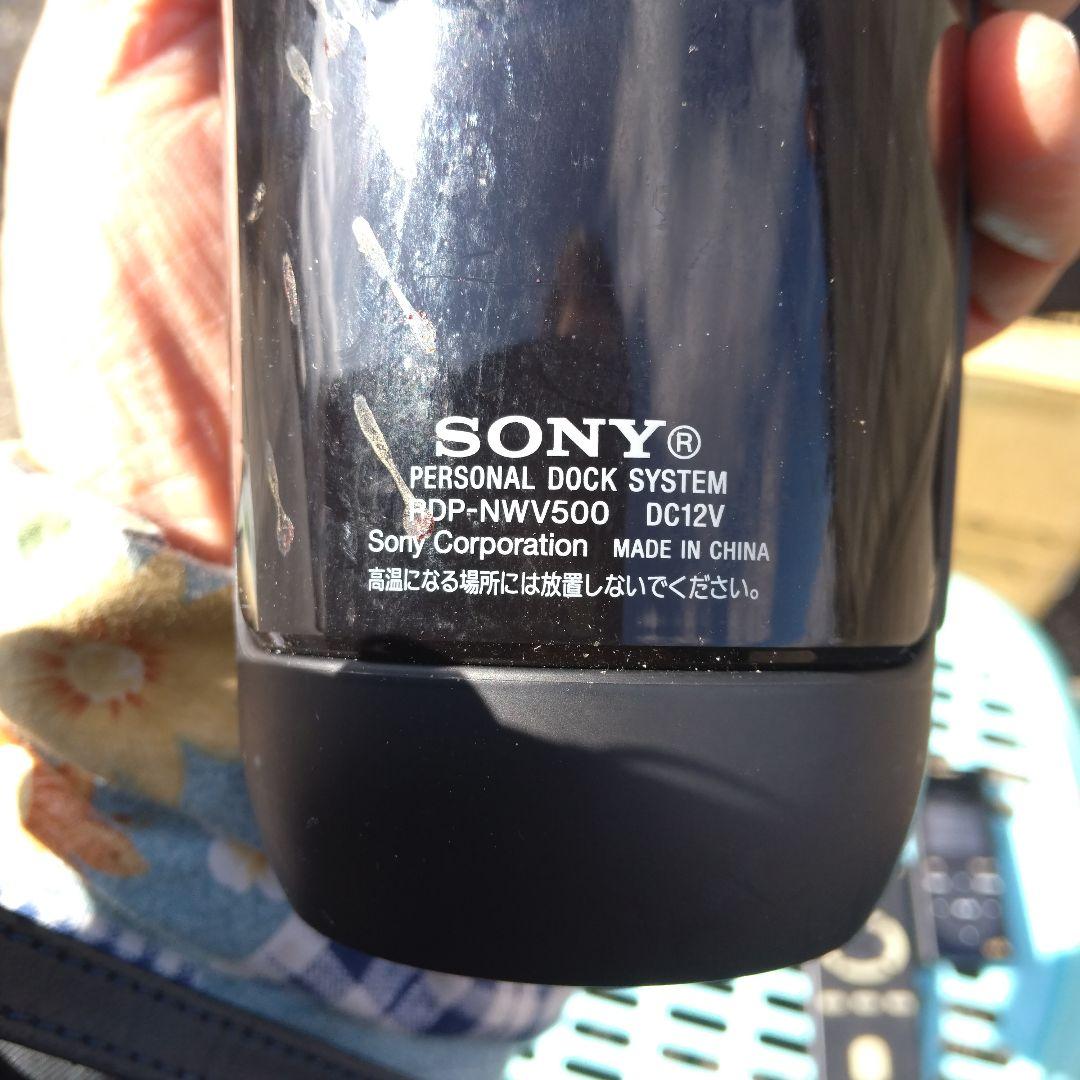 SONY®
PERSONAL DOCK SYSTEM
RDP-NWV500 DC12V
Sony Corporation MADE IN CHINA
高温になる場所には放置しないでください。